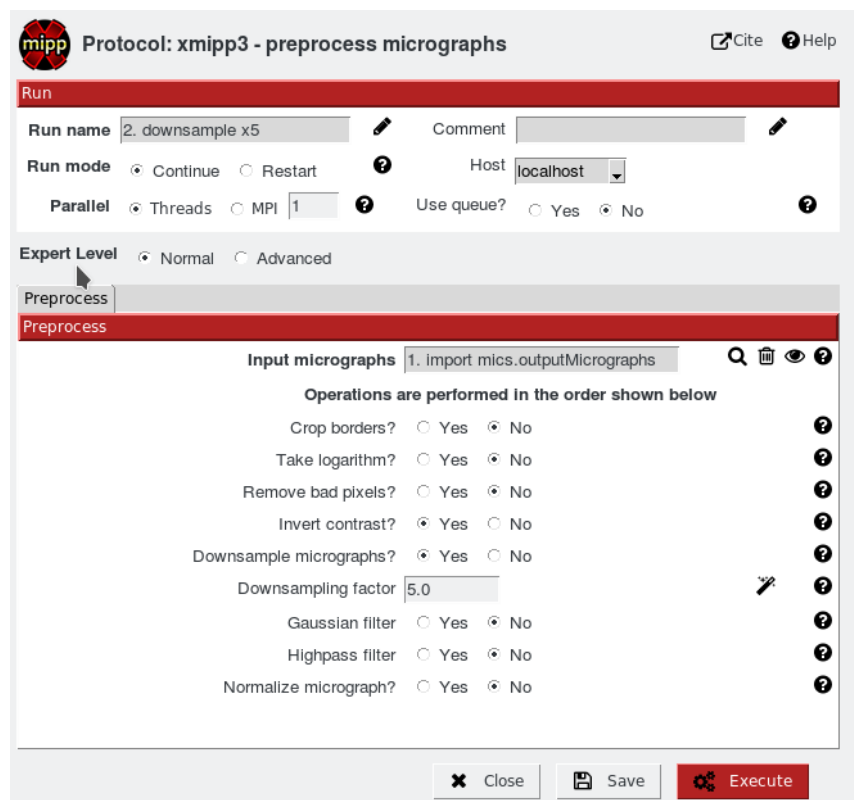 mipp Protocol: xmipp3 - preprocess micrographs Cite Help
Run
Run name 2. downsample x5 Comment
Run mode Continue Restart Host localhost
Parallel Threads MPI 1 Use queue? Yes No
Expert Level Normal Advanced
Preprocess
Preprocess
Input micrographs 1. import mics.outputMicrographs
Operations are performed in the order shown below
Crop borders? Yes No
Take logarithm? Yes No
Remove bad pixels? Yes No
Invert contrast? Yes No
Downsample micrographs? Yes No
Downsampling factor 5.0
Gaussian filter Yes No
Highpass filter Yes No
Normalize micrograph? Yes No
Close Save Execute